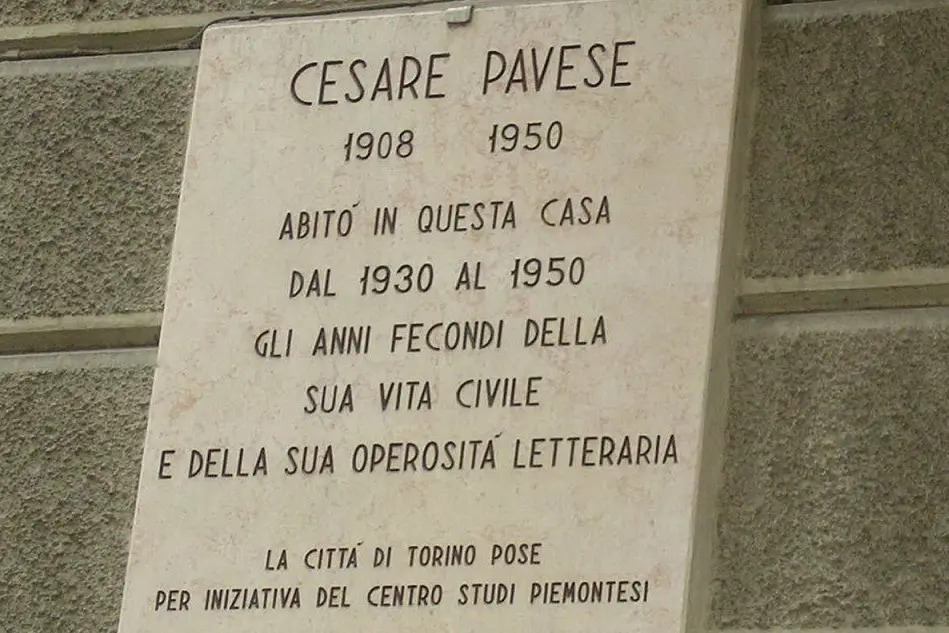 CESARE PAVESE
1908 1950
ABITÒ IN QUESTA CASA
DAL 1930 AL 1950
GLI ANNI FECONDI DELLA
SUA VITA CIVILE
E DELLA SUA OPEROSITÀ LETTERARIA
LA CITTÀ DI TORINO POSE
PER INIZIATIVA DEL CENTRO STUDI PIEMONTESI